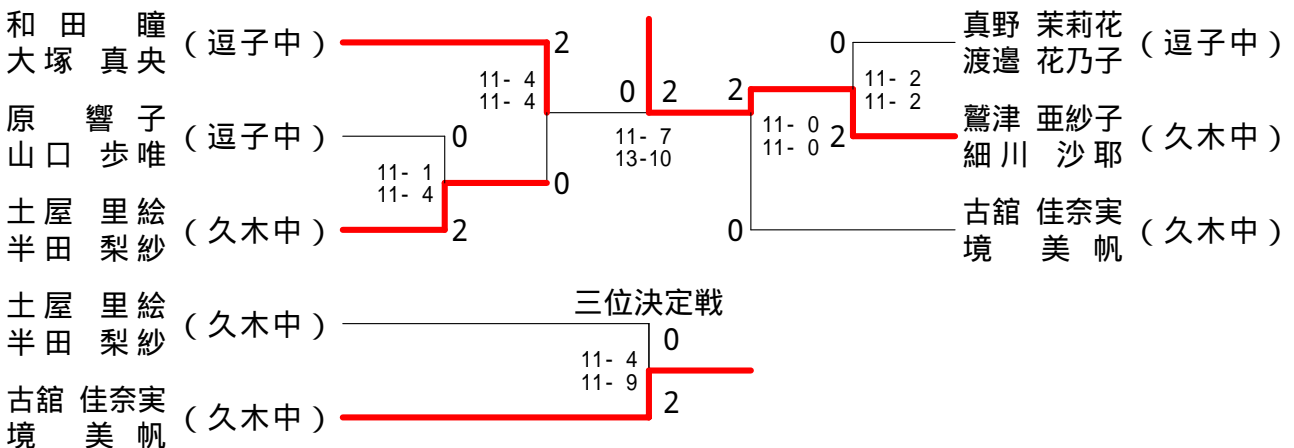 和田 瞳
大塚 真央
(逗子中)
2
11- 4
11- 4
原 響子
山口 歩唯
(逗子中)
0
11- 1
11- 4
0
土屋 里絵
半田 梨紗
(久木中)
2
0 2
11- 7
13-10
真野 茉莉花
渡邉 花乃子
(逗子中)
0
11- 2
11- 2
2
11- 0
11- 0
2
鷲津 亜紗子
細川 沙耶
(久木中)
古舘 佳奈実
境 美帆
(久木中)
0
三位決定戦
土屋 里絵
半田 梨紗
(久木中)
0
11- 4
11- 9
古舘 佳奈実
境 美帆
(久木中)
2